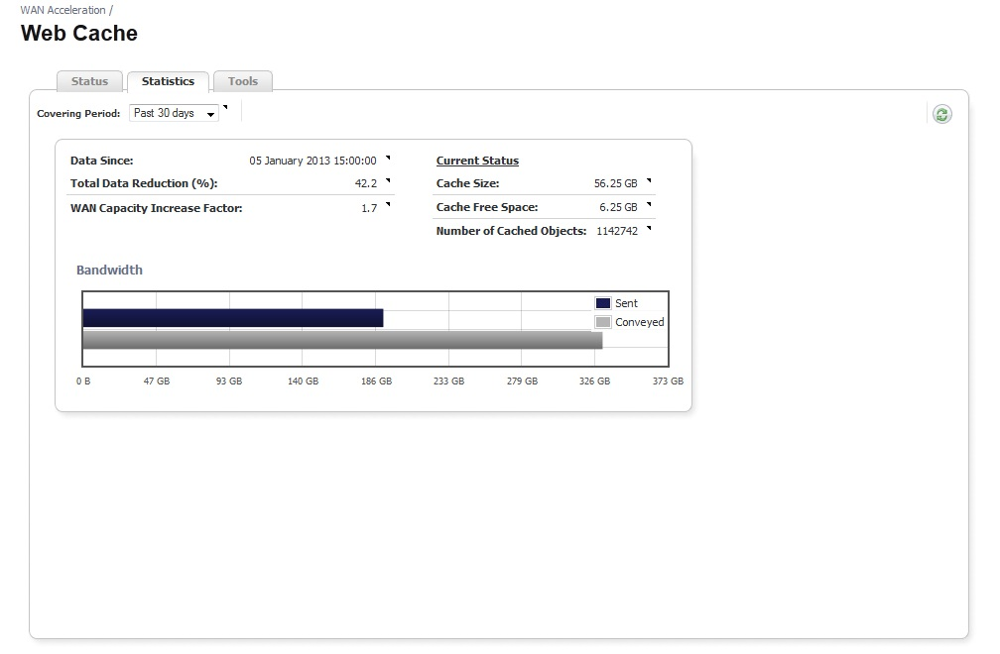 WAN Acceleration /
Web Cache
Status Statistics Tools
Covering Period: Past 30 days
Data Since: 05 January 2013 15:00:00
Total Data Reduction (%): 42.2
WAN Capacity Increase Factor: 1.7
Current Status
Cache Size: 56.25 GB
Cache Free Space: 6.25 GB
Number of Cached Objects: 1142742
Bandwidth
Sent
Conveyed
0 B 47 GB 93 GB 140 GB 186 GB 233 GB 279 GB 326 GB 373 GB